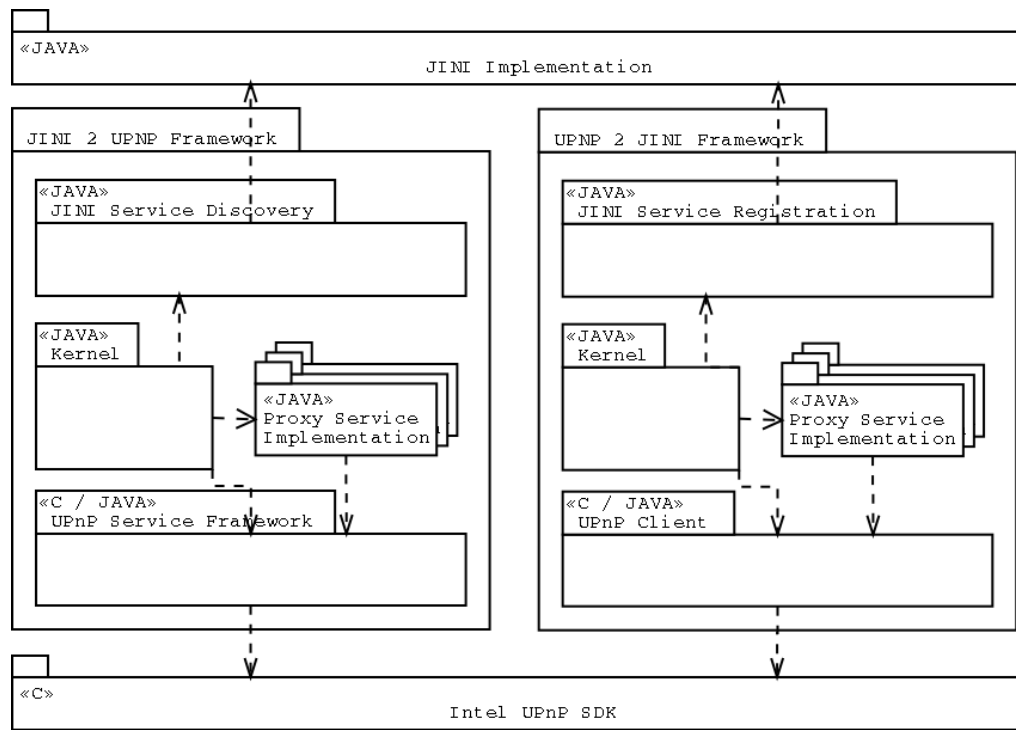 «JAVA»
JINI Implementation
JINI 2 UPNP Framework
«JAVA»
JINI Service Discovery
«JAVA»
Kernel
«JAVA»
Proxy Service
Implementation
«C / JAVA»
UPnP Service Framework
UPNP 2 JINI Framework
«JAVA»
JINI Service Registration
«JAVA»
Kernel
«JAVA»
Proxy Service
Implementation
«C / JAVA»
UPnP Client
«C»
Intel UPnP SDK